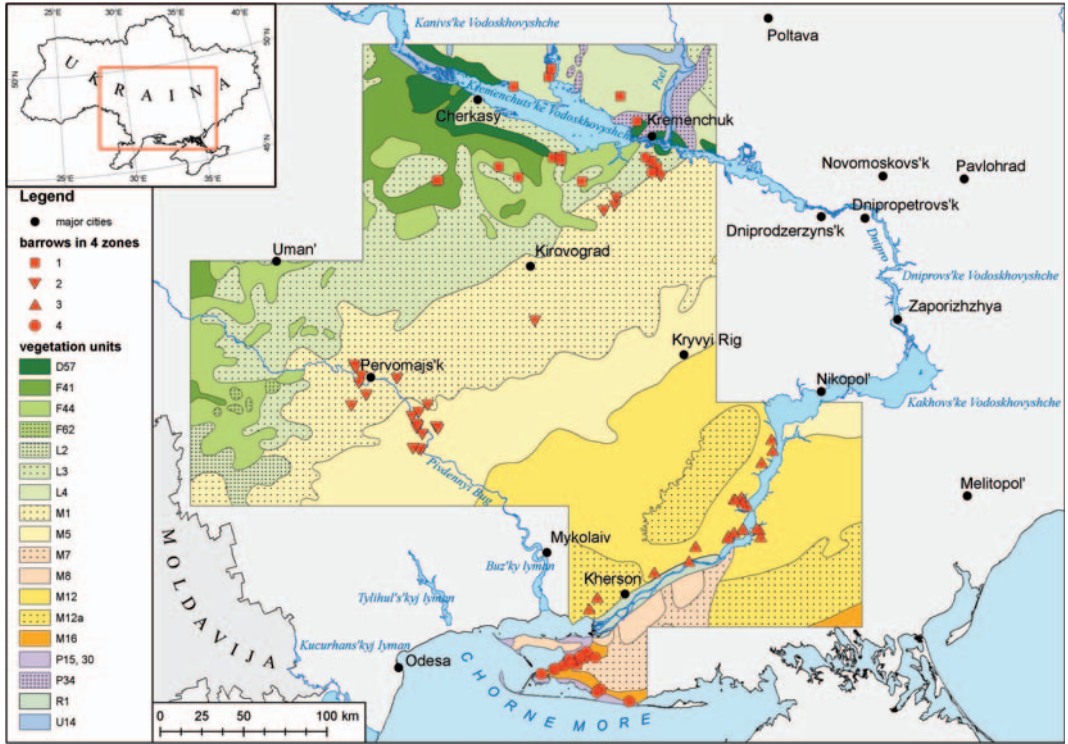 25°E
30°E
35°E
40°E
50°N
50°N
45°N
UKRAINA
25°E
30°E
35°E
Legend
major cities
barrows in 4 zones
1
2
3
4
vegetation units
D57
F41
F44
F62
L2
L3
L4
M1
M5
M7
M8
M12
M12a
M16
P15, 30
P34
R1
U14
Kanivs'ke Vodoskhovyshche
Poltava
Psel
Cherkasy
Kremenchuts'ke Vodoskhovyshche
Kremenchuk
Novomoskovs'k
Pavlohrad
Dnipropetrovs'k
Dniprodzerzyns'k
Dnipro
Uman'
Kirovograd
Dniprovs'ke Vodoskhovyshche
Zaporizhzhya
Kryvyi Rig
Pervomajs'k
Nikopol'
Kakhovs'ke Vodoskhovyshche
Pivdennyi Bug
Melitopol'
MOLDAVIJA
Mykolaiv
Buz'ky lyman
Kherson
Tylihul's'kyj lyman
Kucurhans'kyj lyman
Odesa
CHORNE MORE
0 25 50 100 km